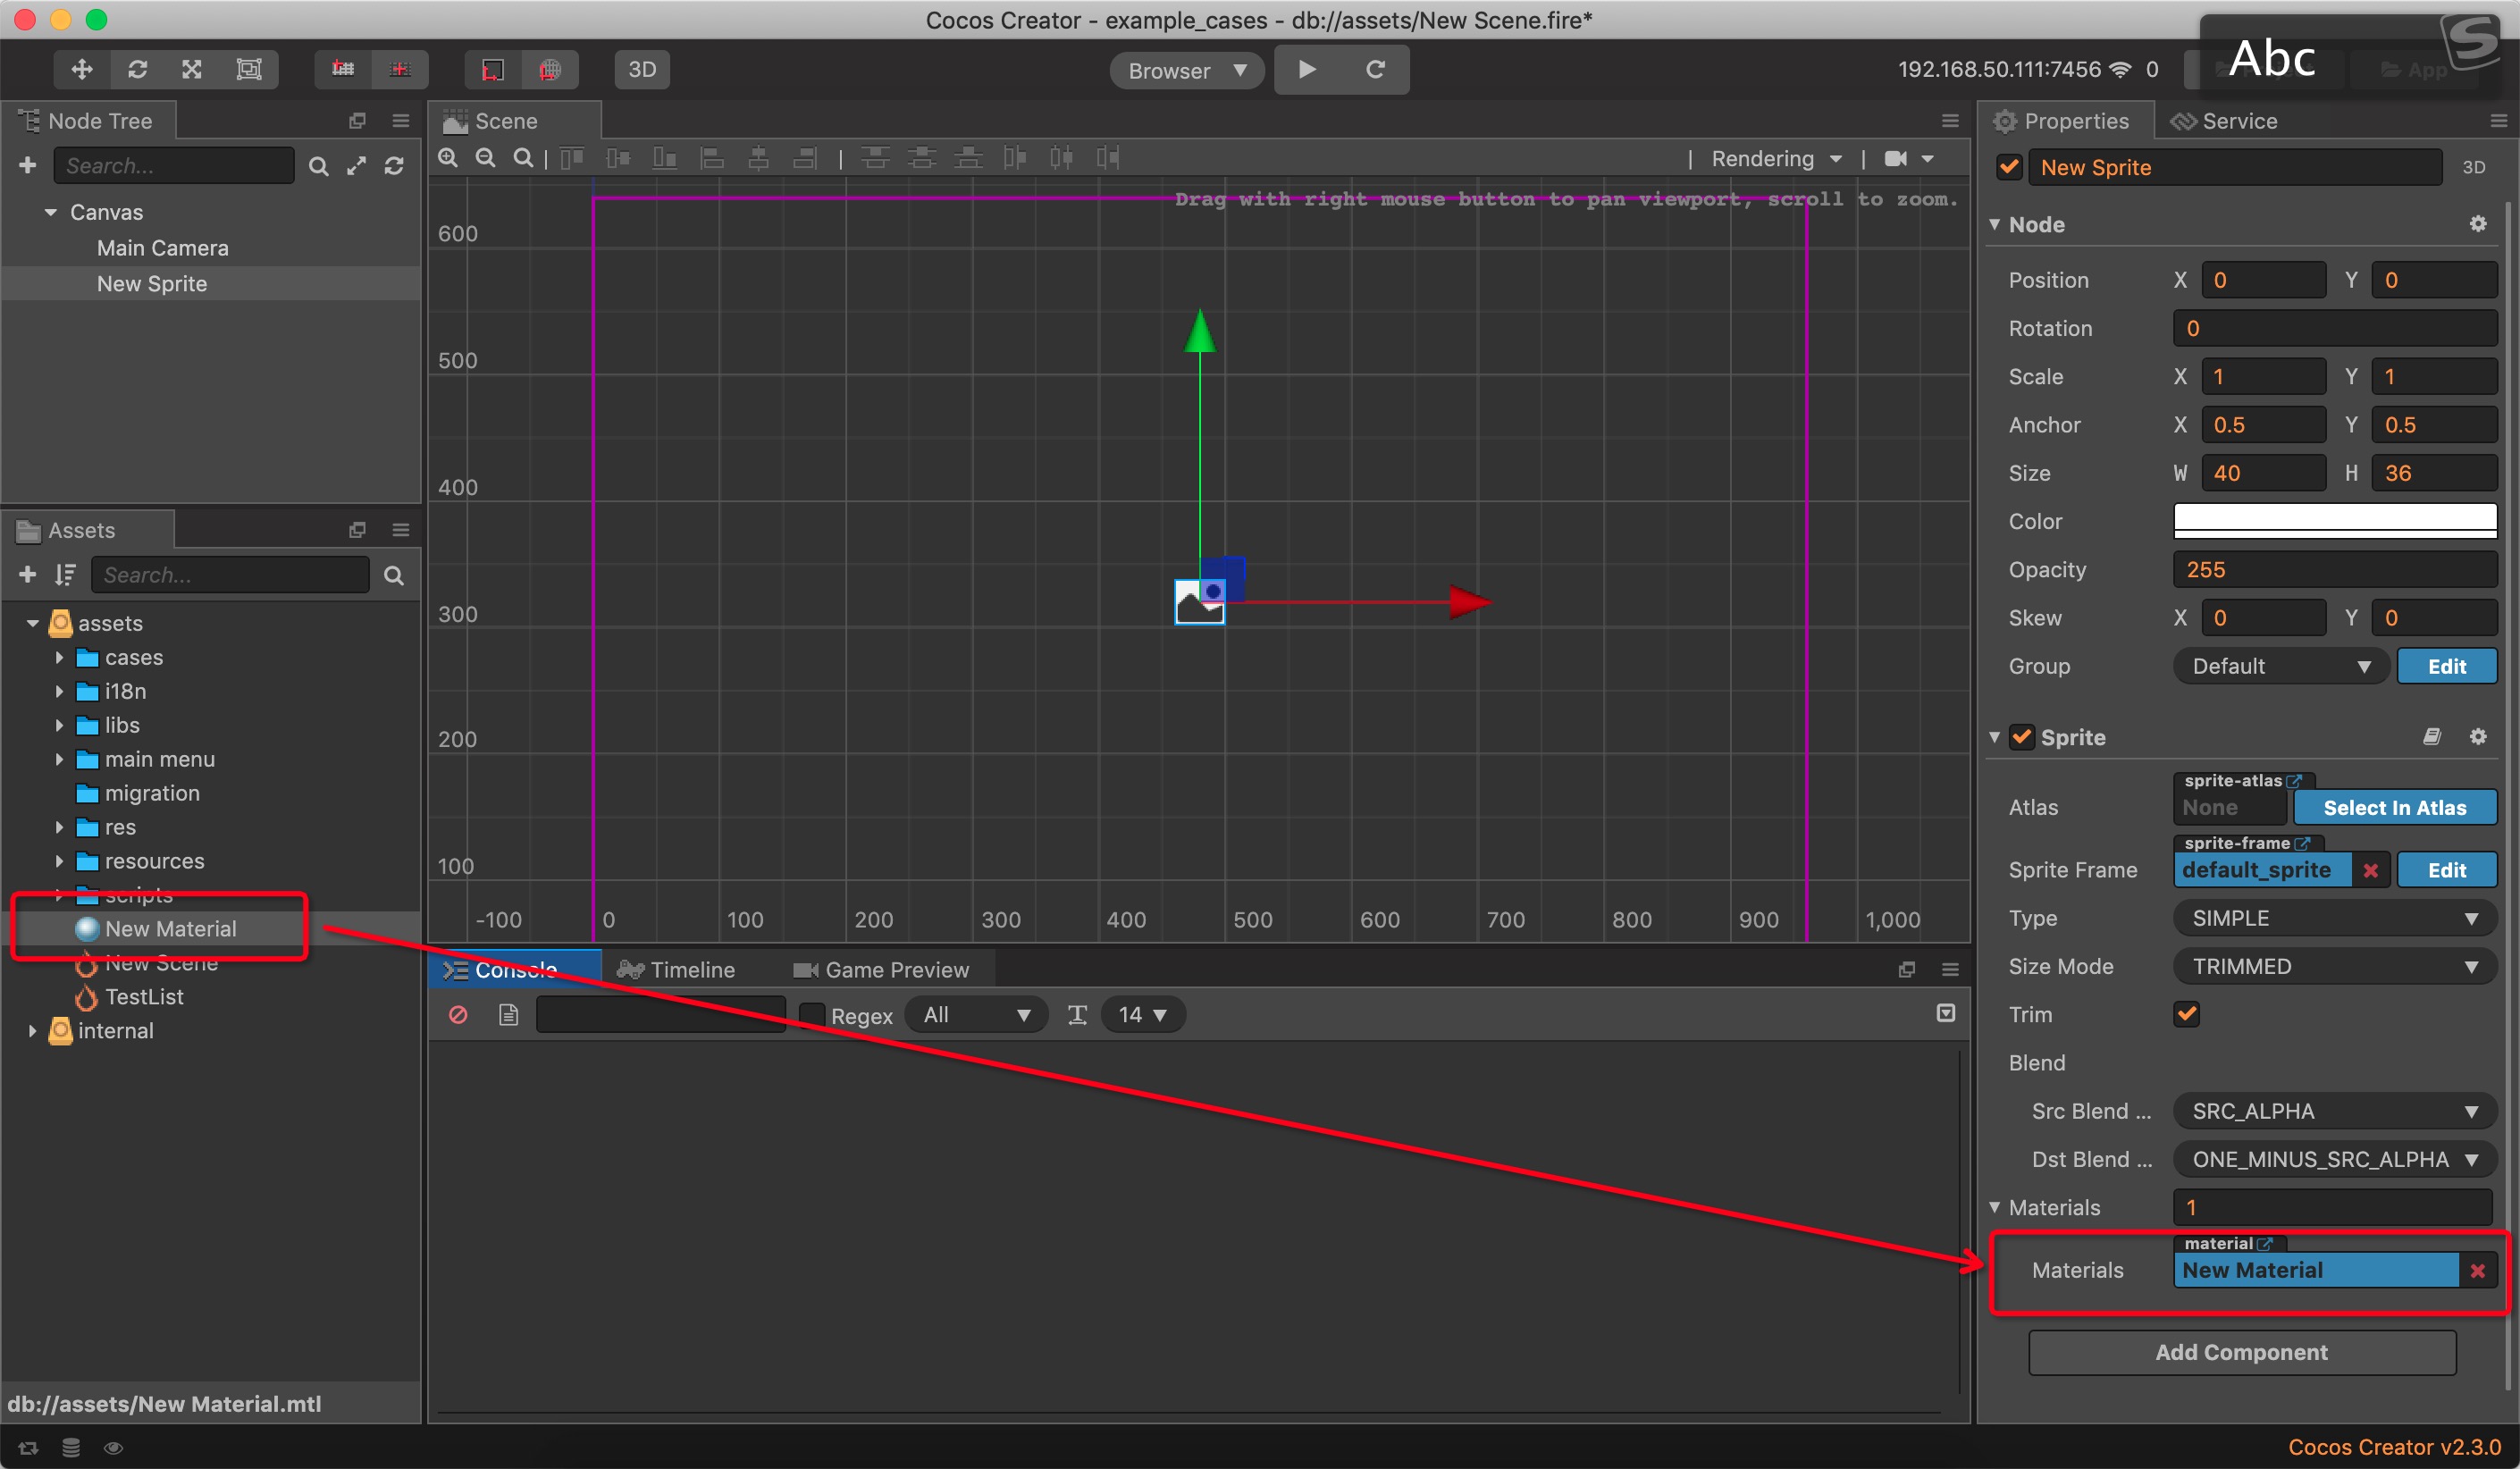 Cocos Creator - example_cases - db://assets/New Scene.fire*
3D
Browser
192.168.50.111:7456 0
Abc
App
Node Tree
Search...
Canvas
Main Camera
New Sprite
Assets
Search...
assets
cases
i18n
libs
main menu
migration
res
resources
scripts
New Material
New Scene
TestList
internal
db://assets/New Material.mtl
Scene
Rendering
Drag with right mouse button to pan viewport, scroll to zoom.
600
500
400
300
200
100
-100 0 100 200 300 400 500 600 700 800 900 1,000
Console Timeline Game Preview
Regex All 14
Properties Service
New Sprite 3D
Node
Position X 0 Y 0
Rotation 0
Scale X 1 Y 1
Anchor X 0.5 Y 0.5
Size W 40 H 36
Color
Opacity 255
Skew X 0 Y 0
Group Default Edit
Sprite
sprite-atlas
Atlas None Select In Atlas
sprite-frame
Sprite Frame default_sprite Edit
Type SIMPLE
Size Mode TRIMMED
Trim
Blend
Src Blend ... SRC_ALPHA
Dst Blend ... ONE_MINUS_SRC_ALPHA
Materials 1
material
Materials New Material
Add Component
Cocos Creator v2.3.0